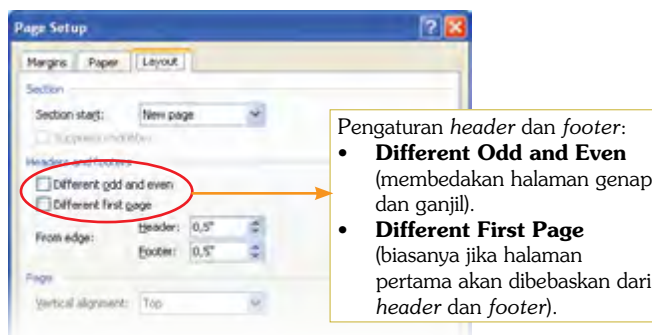 Page Setup
Margins Paper Layout
Section
Section start: New page
Headers and footers
Different odd and even
Different first page
From edge: Header: 0,5"
Footer: 0,5"
Page
Vertical alignment: Top
Pengaturan header dan footer:
• Different Odd and Even
(membedakan halaman genap
dan ganjil).
• Different First Page
(biasanya jika halaman
pertama akan dibebaskan dari
header dan footer).